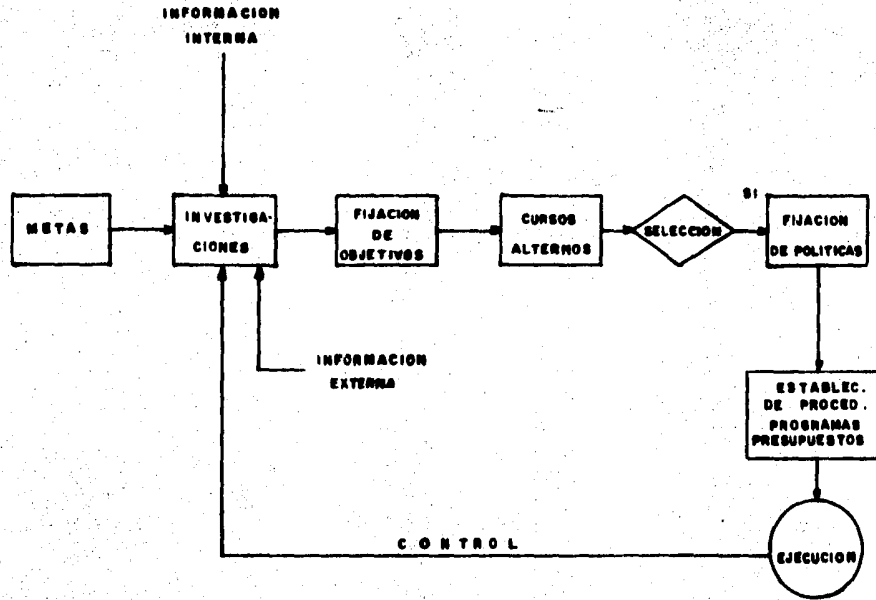 INFORMACION
INTERNA
METAS
INVESTIGA-
CIONES
FIJACION
DE
OBJETIVOS
CURSOS
ALTERNOS
SELECCION
SI
FIJACION
DE POLITICAS
INFORMACION
EXTERNA
ESTABLEC.
DE PROCED.
PROGRAMAS
PRESUPUESTOS
CONTROL
EJECUCION